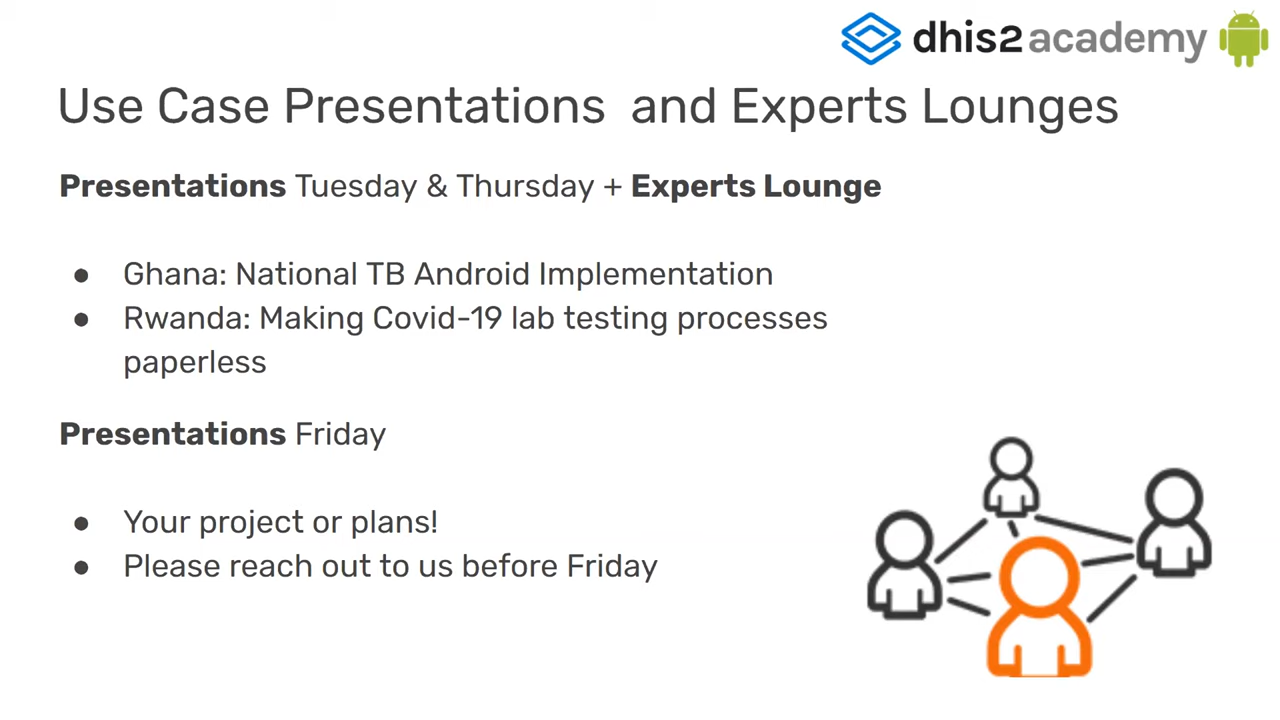 dhis2 academy
Use Case Presentations and Experts Lounges
Presentations Tuesday & Thursday + Experts Lounge
● Ghana: National TB Android Implementation
● Rwanda: Making Covid-19 lab testing processes
paperless
Presentations Friday
● Your project or plans!
● Please reach out to us before Friday